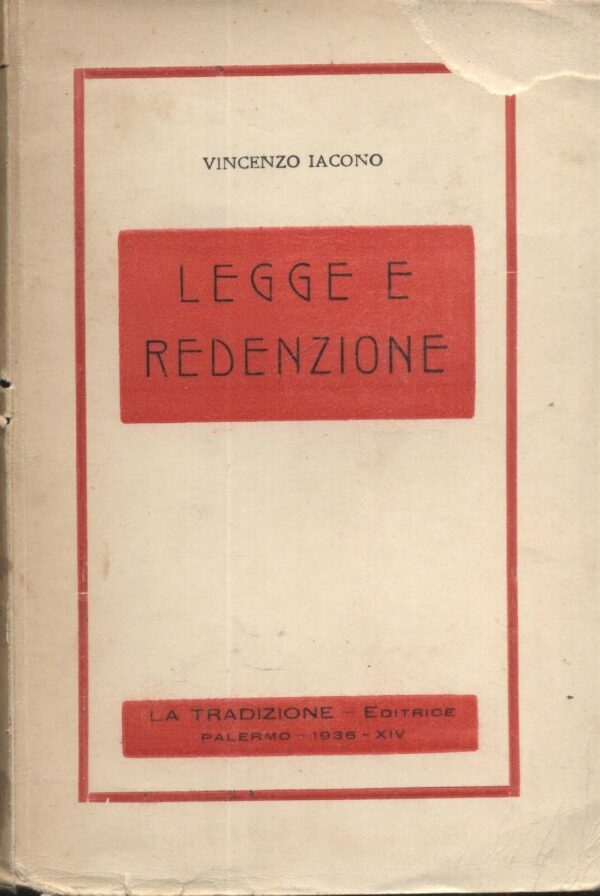 VINCENZO IACONO
LEGGE E
REDENZIONE
LA TRADIZIONE - EDITRICE
PALERMO - 1936 - XIV